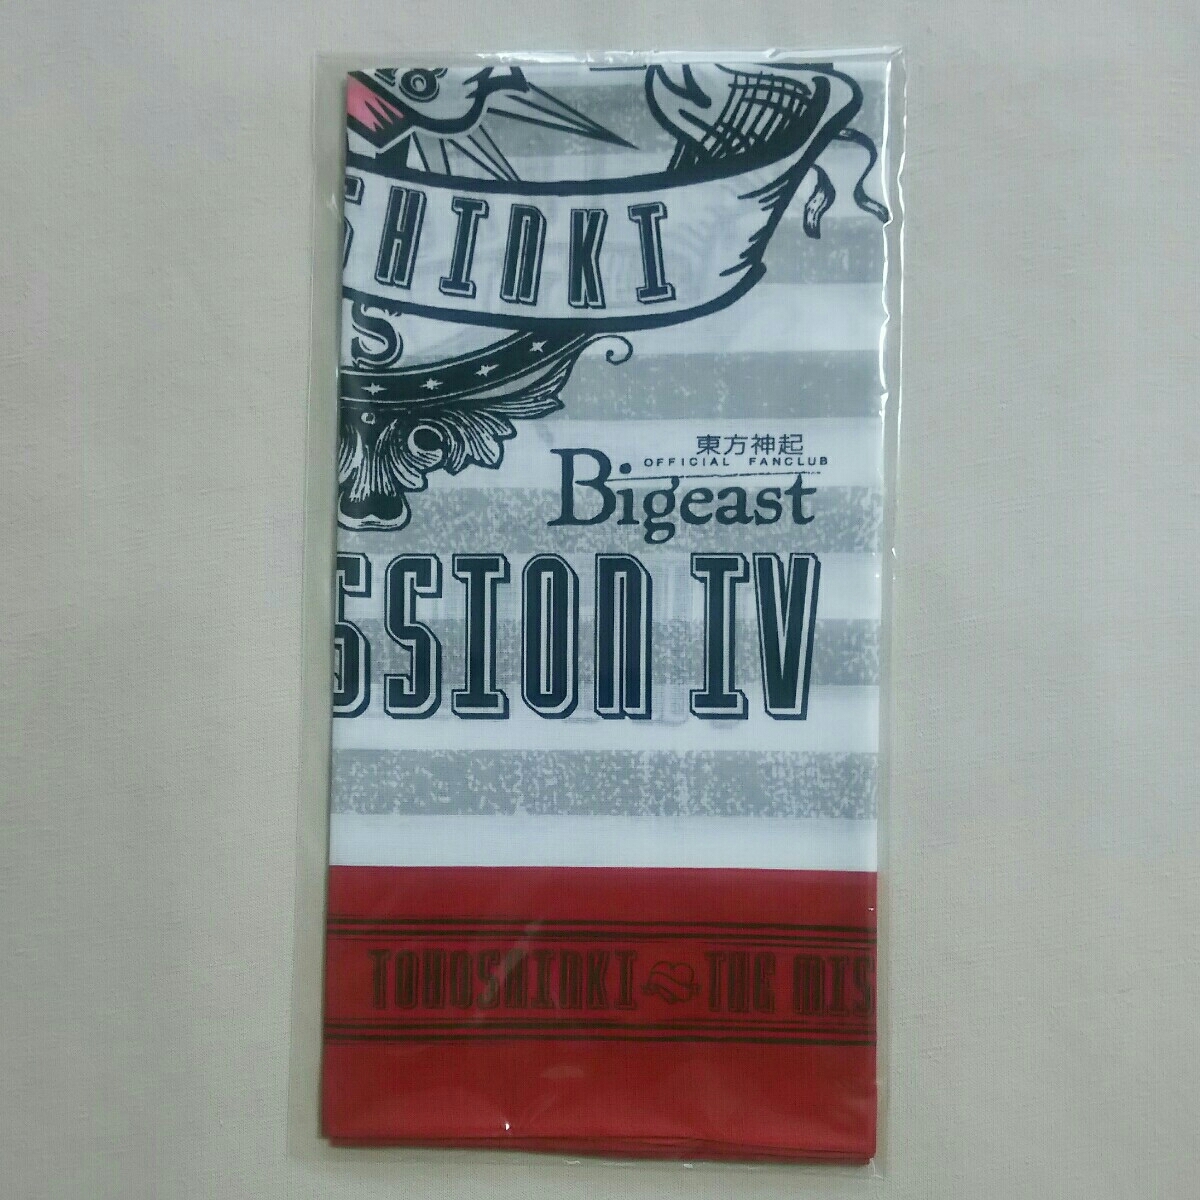 SHINKI
S
東方神起
OFFICIAL FANCLUB
Bigeast
SSION IV
TOHOSHINKI THE MIS